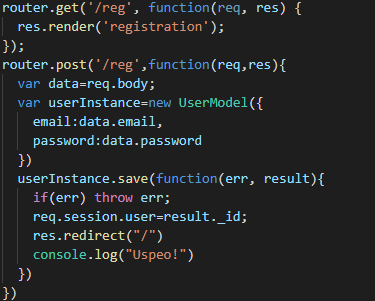 router.get('/reg', function(req, res) {
  res.render('registration');
});
router.post('/reg',function(req,res){
  var data=req.body;
  var userInstance=new UserModel({
    email:data.email,
    password:data.password
  })
  userInstance.save(function(err, result){
    if(err) throw err;
    req.session.user=result._id;
    res.redirect("/")
    console.log("Uspeo!")
  })
})